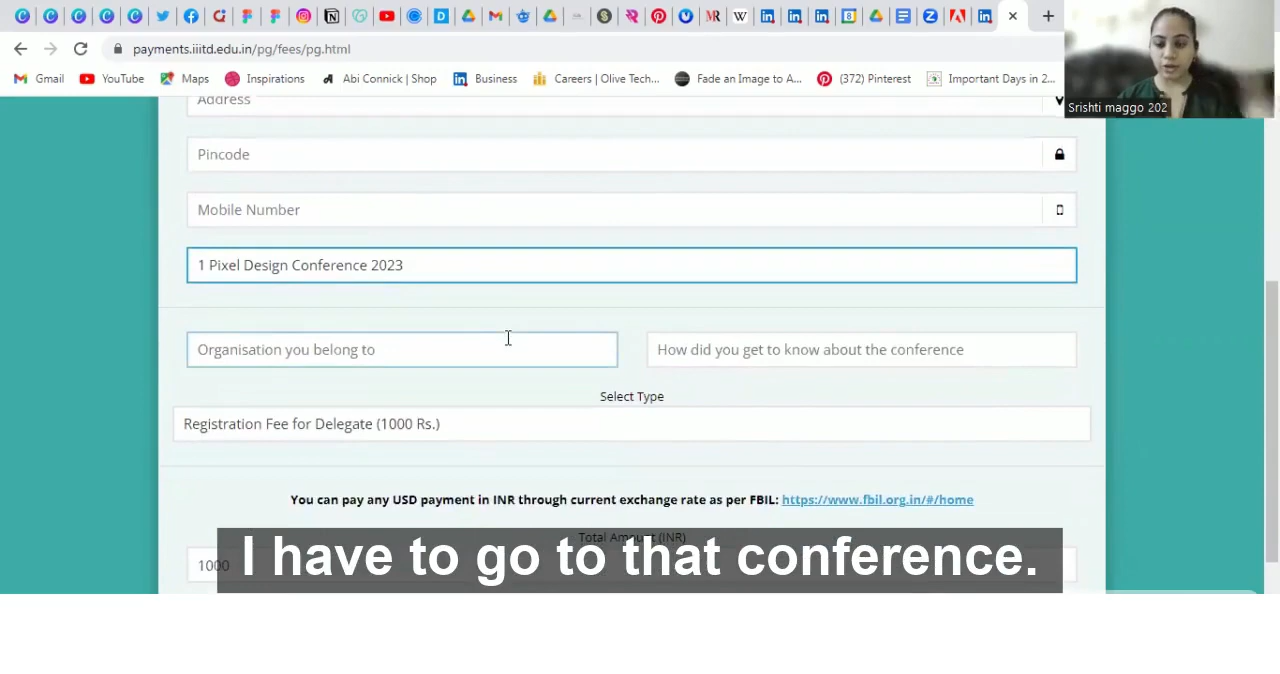 payments.iiitd.edu.in/pg/fees/pg.html
Gmail YouTube Maps Inspirations Abi Connick | Shop Business Careers | Olive Tech... Fade an Image to A... (372) Pinterest Important Days in 2...
Srishti maggo 202
Address
Pincode
Mobile Number
1 Pixel Design Conference 2023
Organisation you belong to How did you get to know about the conference
Select Type
Registration Fee for Delegate (1000 Rs.)
You can pay any USD payment in INR through current exchange rate as per FBIL: https://www.fbil.org.in/#/home
Total Amount (INR)
I have to go to that conference.
1000